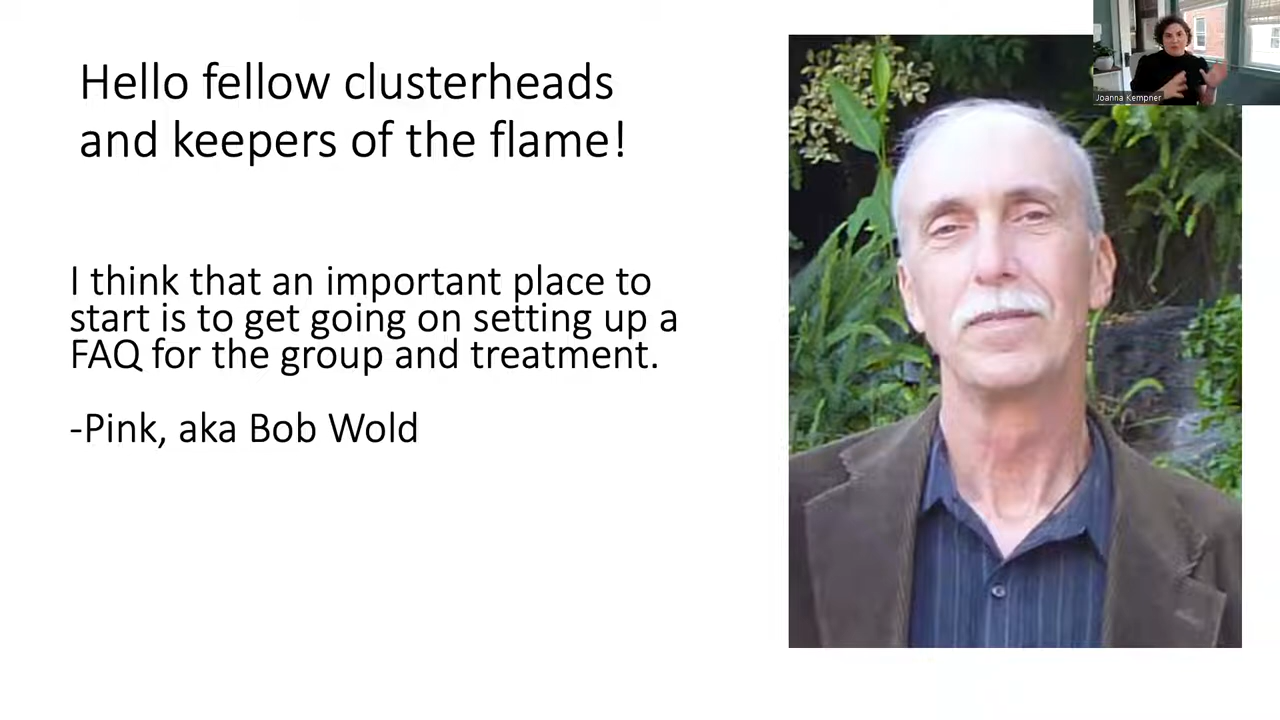 Hello fellow clusterheads
and keepers of the flame!
Joanna Kempner
I think that an important place to
start is to get going on setting up a
FAQ for the group and treatment.
-Pink, aka Bob Wold